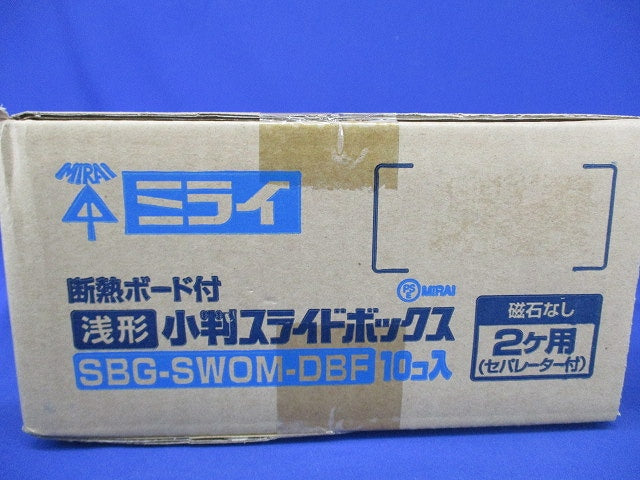 MIRAI
ミライ
断熱ボード付
PS
E
MIRAI
浅形 小判スライドボックス
SBG-SWOM-DBF 10コ入
磁石なし
2ヶ用
(セパレーター付)